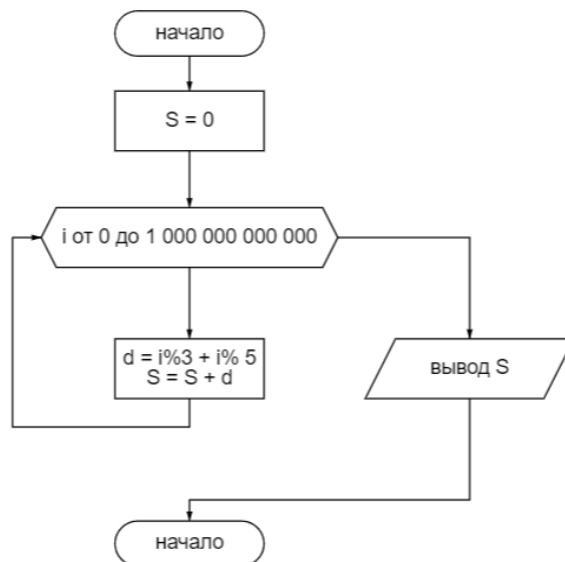 начало
S = 0
i от 0 до 1 000 000 000 000
d = i%3 + i% 5
S = S + d
вывод S
начало